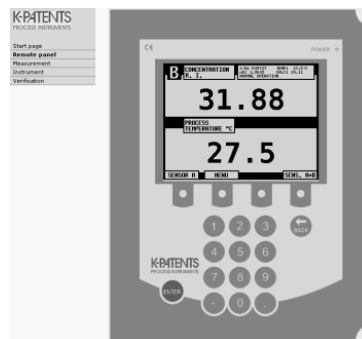 K-PATENTS
PROCESS INSTRUMENTS
Start page
Remote panel
Measurement
Instrument
Verification
CE
POWER
B CONCENTRATION
R. I.
NORMAL OPERATION
31.88
PROCESS
TEMPERATURE °C
27.5
SENSOR A MENU SENS. A+B
1 2 3
BACK
4 5 6
K-PATENTS
PROCESS INSTRUMENTS
7 8 9
ENTER
- 0 .